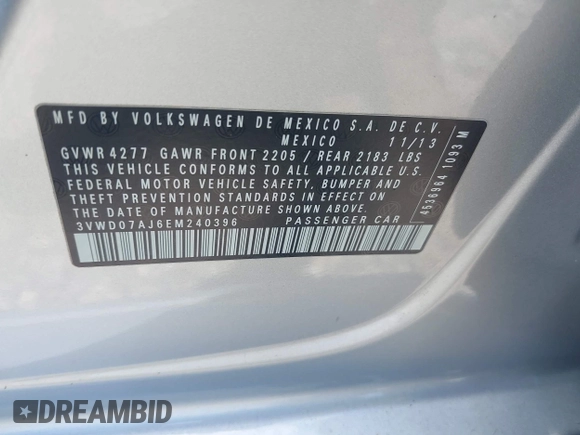 MFD BY VOLKSWAGEN DE MEXICO S.A. DE C.V.
MEXICO 11/13
GVWR 4277 GAWR FRONT 2205 / REAR 2183 LBS
THIS VEHICLE CONFORMS TO ALL APPLICABLE U.S.
FEDERAL MOTOR VEHICLE SAFETY, BUMPER AND
THEFT PREVENTION STANDARDS IN EFFECT ON
THE DATE OF MANUFACTURE SHOWN ABOVE
3VWD07AJ6EM240396 PASSENGER CAR
4536964 1093 M
DREAMBID